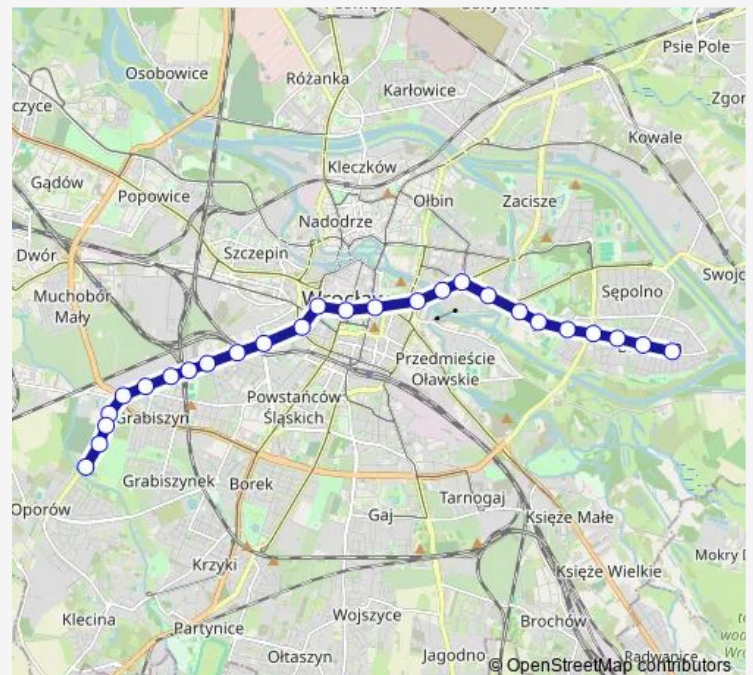 Psie Pole
Osobowice
Różanka
Karłowice
czyce
Zgor
Kowale
Kleczków
Gądów
Popowice
Ołbin
Zacisze
Nadodrze
Dwór
Szczepin
Swojc
Muchobór
Mały
Wrocław
Sępolno
Przedmieście
Oławskie
Powstańców
Śląskich
Grabiszyn
Grabiszynek
Borek
Oporów
Tarnogaj
Gaj
Księże Małe
Krzyki
Księże Wielkie
Mokry D
Klecina
Partynice
Wojszyce
Brochów
Ołtaszyn
Jagodno
Radwanice
© OpenStreetMap contributors